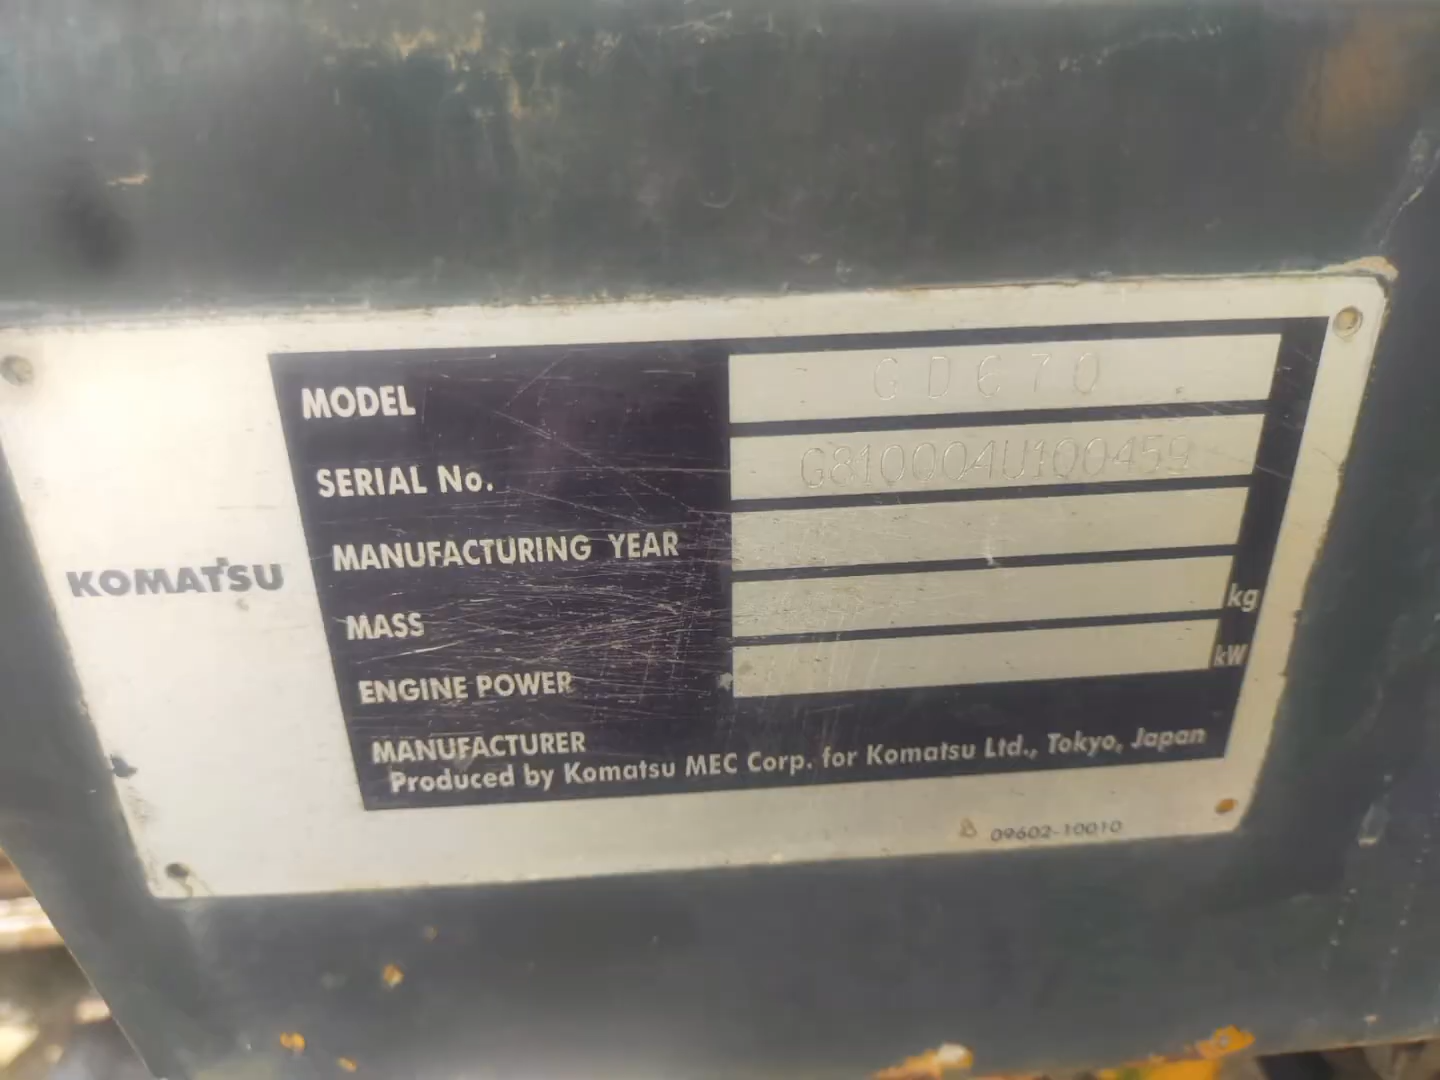 KOMATSU
MODEL GD670
SERIAL No. G810004U100459
MANUFACTURING YEAR
MASS kg
ENGINE POWER kW
MANUFACTURER
Produced by Komatsu MEC Corp. for Komatsu Ltd., Tokyo, Japan
09602-10010